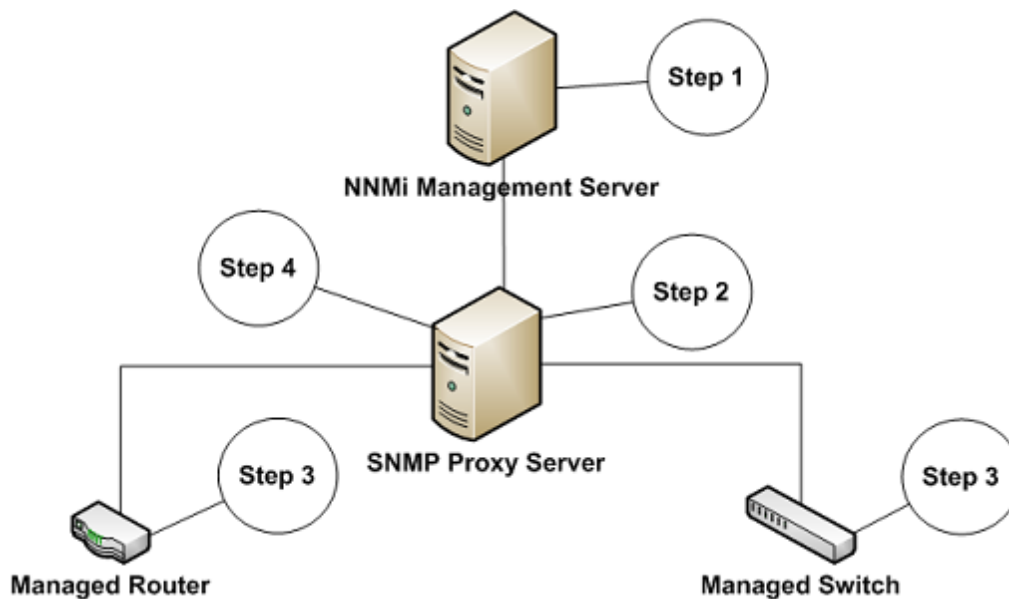 Step 1
NNMi Management Server
Step 4
Step 2
SNMP Proxy Server
Step 3
Step 3
Managed Router
Managed Switch